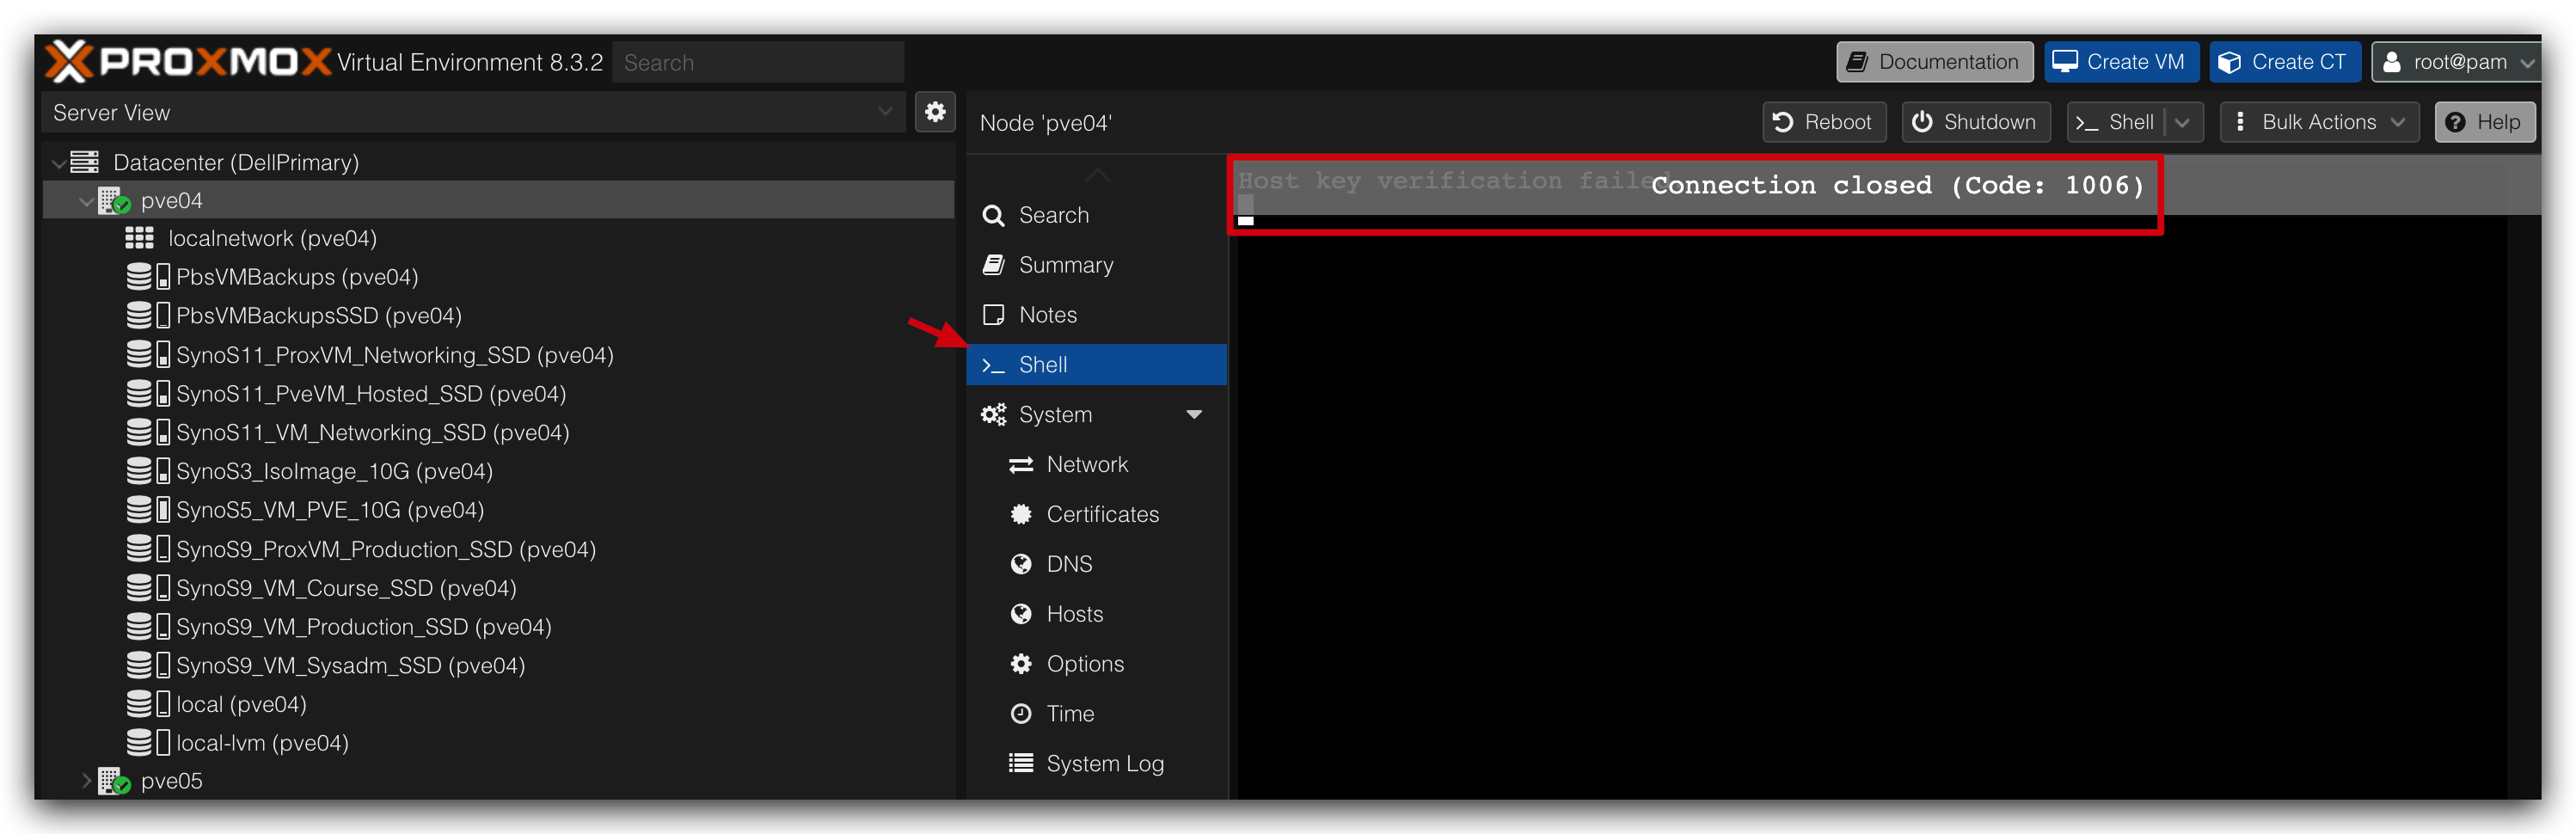 PROXMOX Virtual Environment 8.3.2 Search Documentation Create VM Create CT root@pam
Server View
Node 'pve04' Reboot Shutdown >_ Shell Bulk Actions Help
Datacenter (DellPrimary)
pve04
localnetwork (pve04)
PbsVMBackups (pve04)
PbsVMBackupsSSD (pve04)
SynoS11_ProxVM_Networking_SSD (pve04)
SynoS11_PveVM_Hosted_SSD (pve04)
SynoS11_VM_Networking_SSD (pve04)
SynoS3_IsoImage_10G (pve04)
SynoS5_VM_PVE_10G (pve04)
SynoS9_ProxVM_Production_SSD (pve04)
SynoS9_VM_Course_SSD (pve04)
SynoS9_VM_Production_SSD (pve04)
SynoS9_VM_Sysadm_SSD (pve04)
local (pve04)
local-lvm (pve04)
pve05
Search
Summary
Notes
>_ Shell
System
Network
Certificates
DNS
Hosts
Options
Time
System Log
Host key verification failed
Connection closed (Code: 1006)